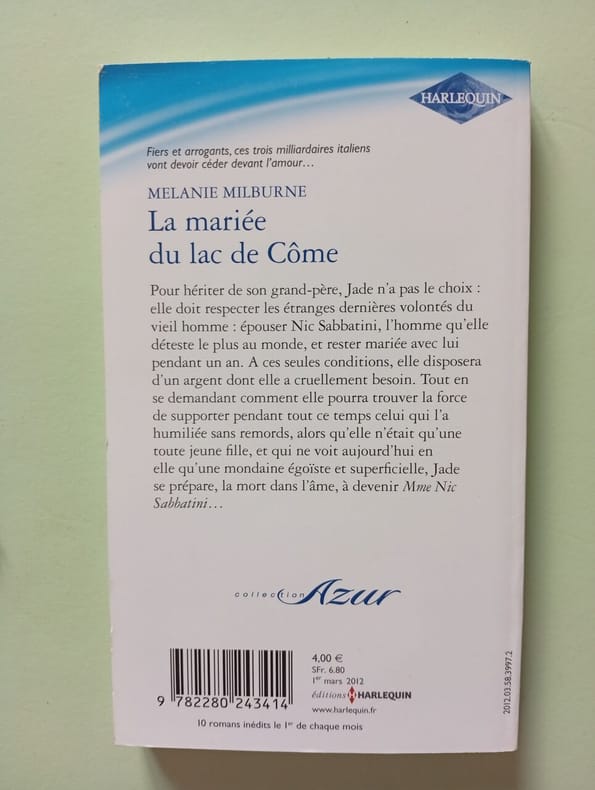 HARLEQUIN
Fiers et arrogants, ces trois milliardaires italiens
vont devoir céder devant l'amour…
MELANIE MILBURNE
La mariée
du lac de Côme
Pour hériter de son grand-père, Jade n'a pas le choix :
elle doit respecter les étranges dernières volontés du
vieil homme : épouser Nic Sabbatini, l'homme qu'elle
déteste le plus au monde, et rester mariée avec lui
pendant un an. A ces seules conditions, elle disposera
d'un argent dont elle a cruellement besoin. Tout en
se demandant comment elle pourra trouver la force
de supporter pendant tout ce temps celui qui l'a
humiliée sans remords, alors qu'elle n'était qu'une
toute jeune fille, et qui ne voit aujourd'hui en
elle qu'une mondaine égoïste et superficielle, Jade
se prépare, la mort dans l'âme, à devenir Mme Nic
Sabbatini…
collection Azur
4,00 €
SFr. 6.80
1er mars 2012
éditions HARLEQUIN
www.harlequin.fr
9 782280 243414
10 romans inédits le 1er de chaque mois
2012.03.58.3997.2